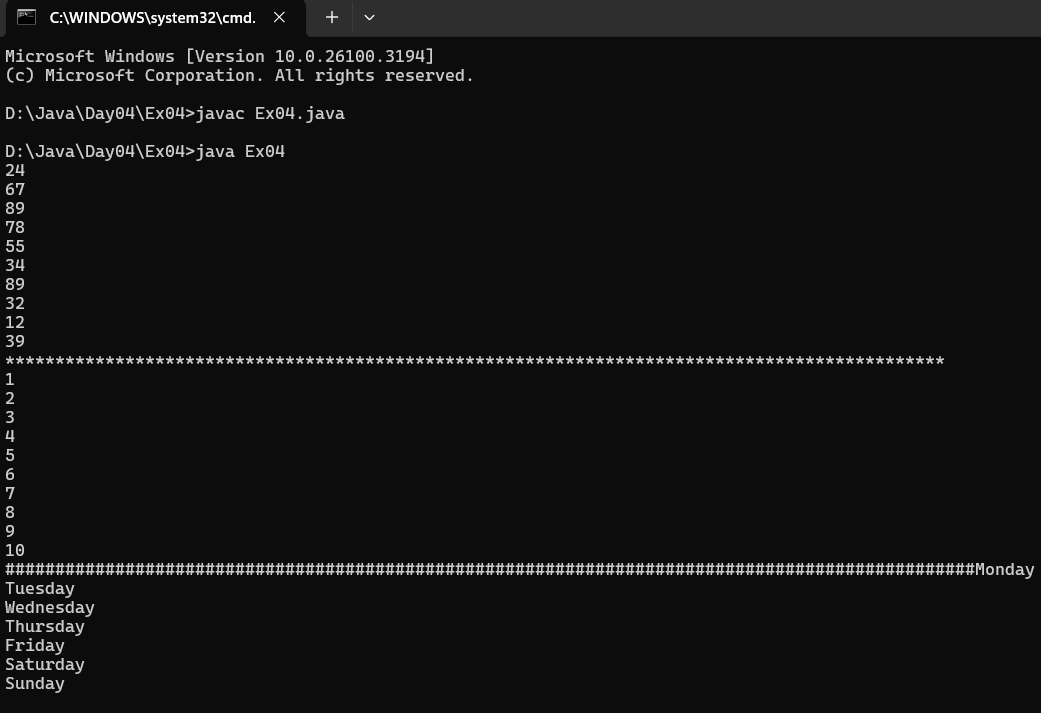 C:\WINDOWS\system32\cmd.
Microsoft Windows [Version 10.0.26100.3194]
(c) Microsoft Corporation. All rights reserved.
D:\Java\Day04\Ex04>javac Ex04.java
D:\Java\Day04\Ex04>java Ex04
24
67
89
78
55
34
89
32
12
39
**********************************************************************************************
1
2
3
4
5
6
7
8
9
10
#################################################################################################Monday
Tuesday
Wednesday
Thursday
Friday
Saturday
Sunday